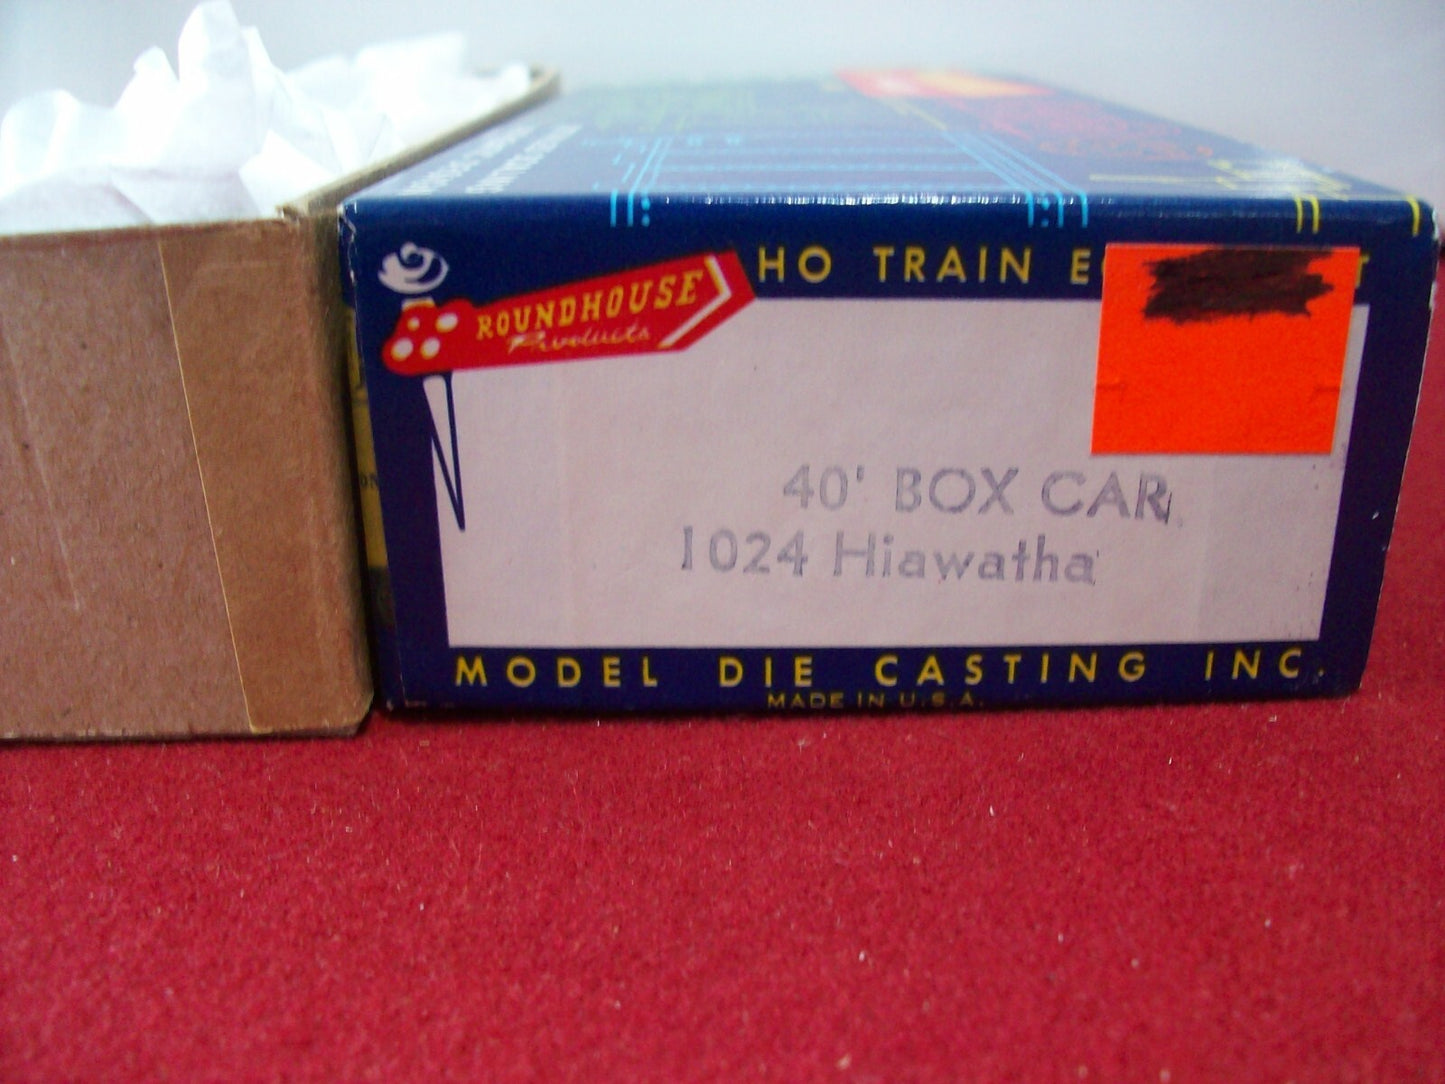 HO TRAIN E
ROUNDHOUSE
Products
40' BOX CAR
1024 Hiawatha
MODEL DIE CASTING INC.
MADE IN U.S.A.